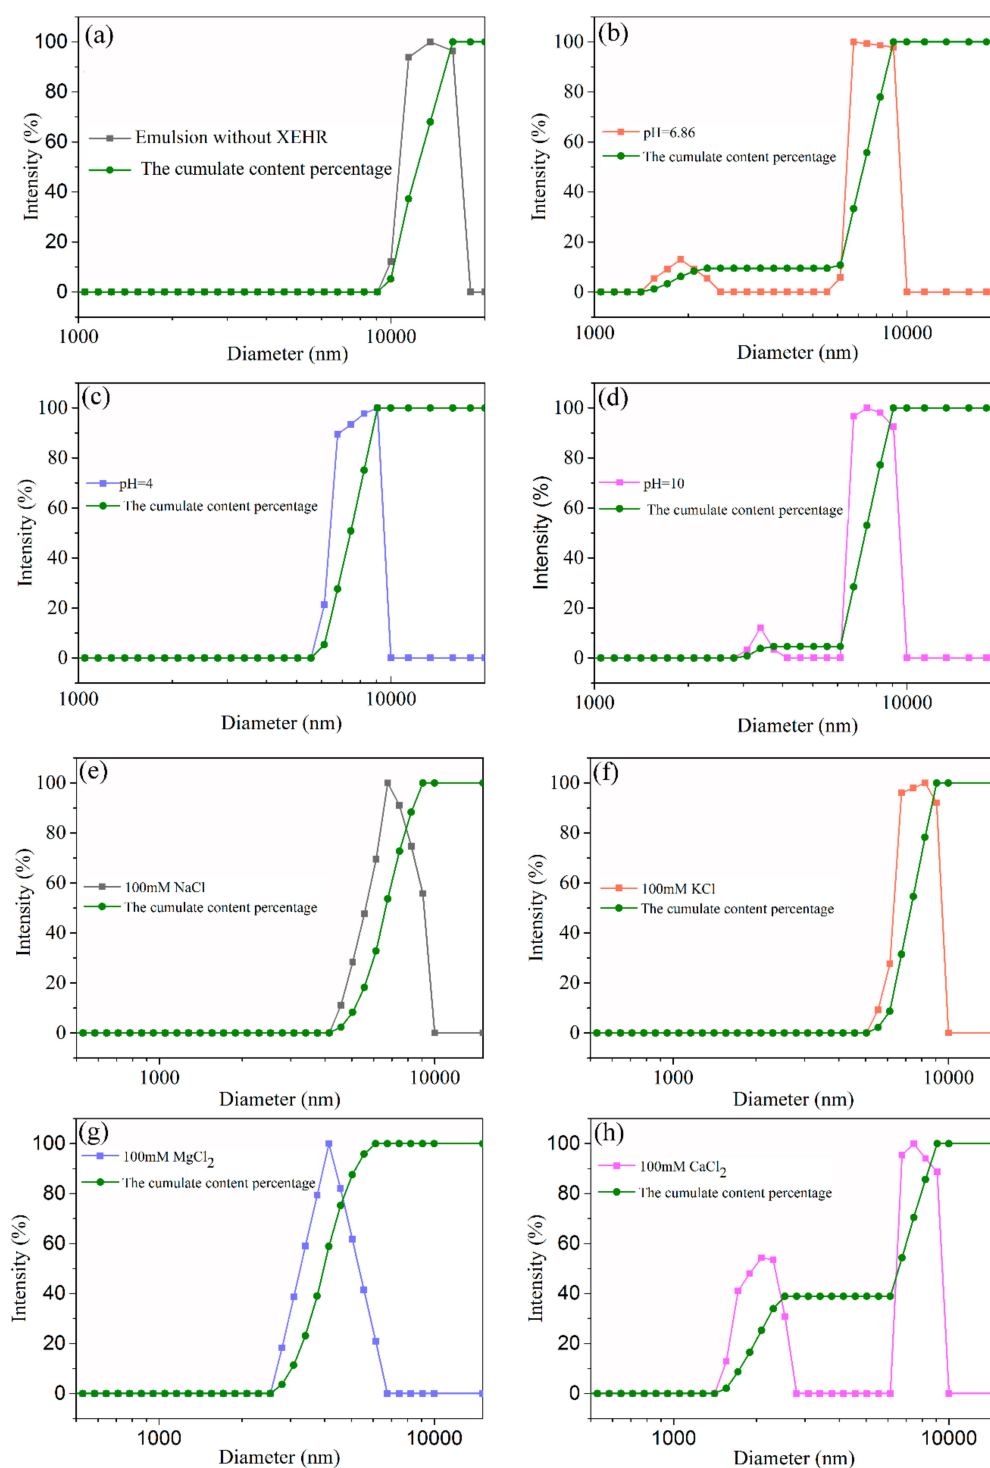 (a)
100
80
60
40
20
0
Intensity (%)
Emulsion without XEHR
The cumulate content percentage
1000
10000
Diameter (nm)
(b)
100
80
60
40
20
0
Intensity (%)
pH=6.86
The cumulate content percentage
1000
10000
Diameter (nm)
(c)
100
80
60
40
20
0
Intensity (%)
pH=4
The cumulate content percentage
1000
10000
Diameter (nm)
(d)
100
80
60
40
20
0
Intensity (%)
pH=10
The cumulate content percentage
1000
10000
Diameter (nm)
(e)
100
80
60
40
20
0
Intensity (%)
100mM NaCl
The cumulate content percentage
1000
10000
Diameter (nm)
(f)
100
80
60
40
20
0
Intensity (%)
100mM KCl
The cumulate content percentage
1000
10000
Diameter (nm)
(g)
100
80
60
40
20
0
Intensity (%)
100mM MgCl₂
The cumulate content percentage
1000
10000
Diameter (nm)
(h)
100
80
60
40
20
0
Intensity (%)
100mM CaCl₂
The cumulate content percentage
1000
10000
Diameter (nm)